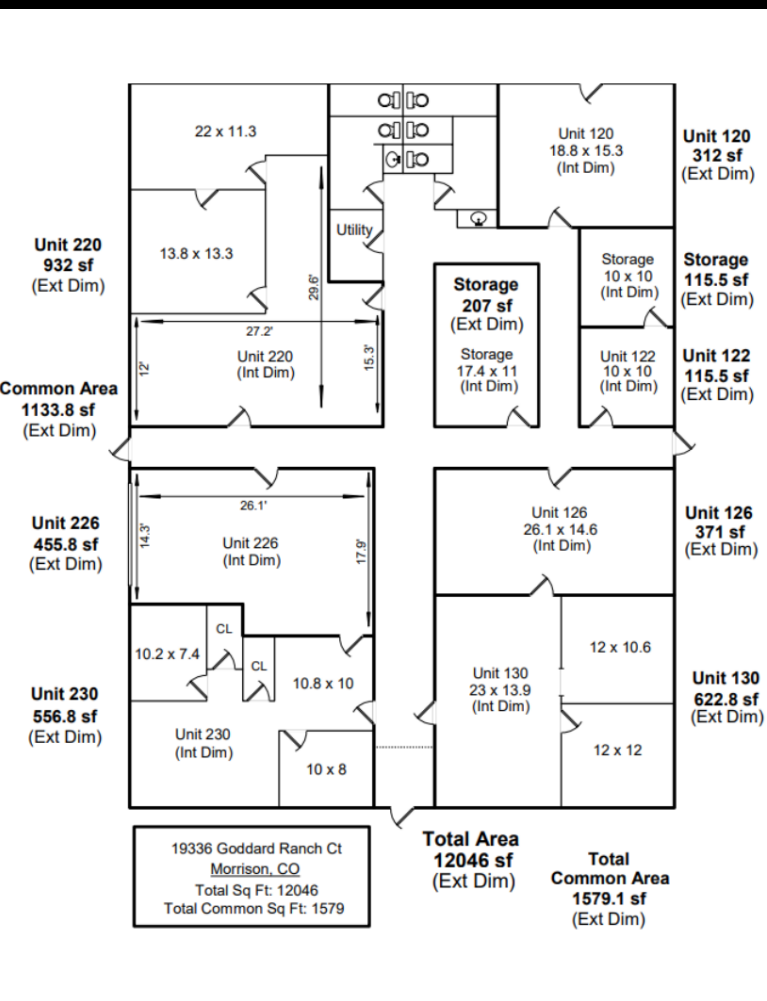 22 x 11.3
Unit 120
18.8 x 15.3
(Int Dim)
Unit 120
312 sf
(Ext Dim)
Utility
13.8 x 13.3
Unit 220
932 sf
(Ext Dim)
29.6'
Storage
207 sf
(Ext Dim)
Storage
17.4 x 11
(Int Dim)
Storage
10 x 10
(Int Dim)
Storage
115.5 sf
(Ext Dim)
27.2'
12'
Unit 220
(Int Dim)
15.3'
Unit 122
10 x 10
(Int Dim)
Unit 122
115.5 sf
(Ext Dim)
Common Area
1133.8 sf
(Ext Dim)
26.1'
14.3'
Unit 226
(Int Dim)
17.9'
Unit 226
455.8 sf
(Ext Dim)
Unit 126
26.1 x 14.6
(Int Dim)
Unit 126
371 sf
(Ext Dim)
10.2 x 7.4
CL
CL
10.8 x 10
Unit 230
556.8 sf
(Ext Dim)
Unit 230
(Int Dim)
10 x 8
Unit 130
23 x 13.9
(Int Dim)
12 x 10.6
12 x 12
Unit 130
622.8 sf
(Ext Dim)
19336 Goddard Ranch Ct
Morrison, CO
Total Sq Ft: 12046
Total Common Sq Ft: 1579
Total Area
12046 sf
(Ext Dim)
Total
Common Area
1579.1 sf
(Ext Dim)